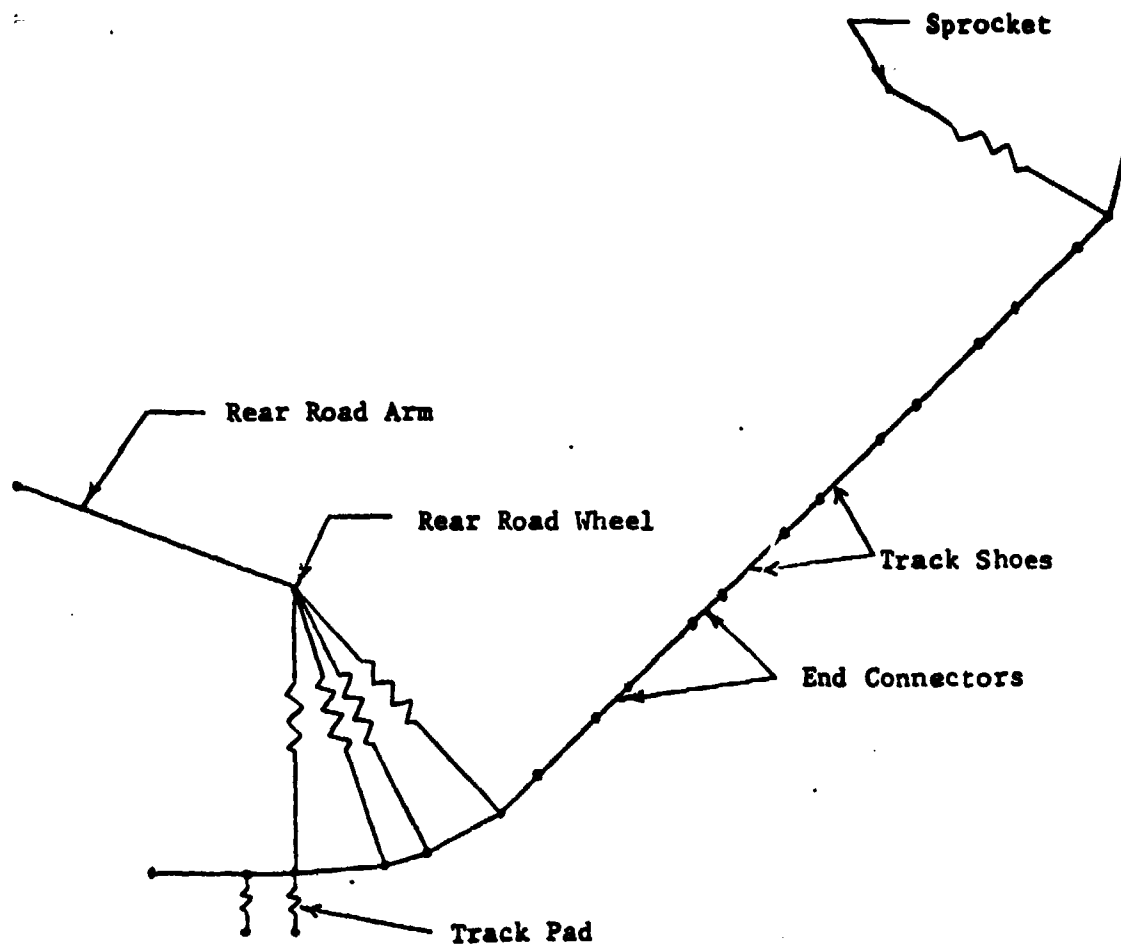 Sprocket
Rear Road Arm
Rear Road Wheel
Track Shoes
End Connectors
Track Pad